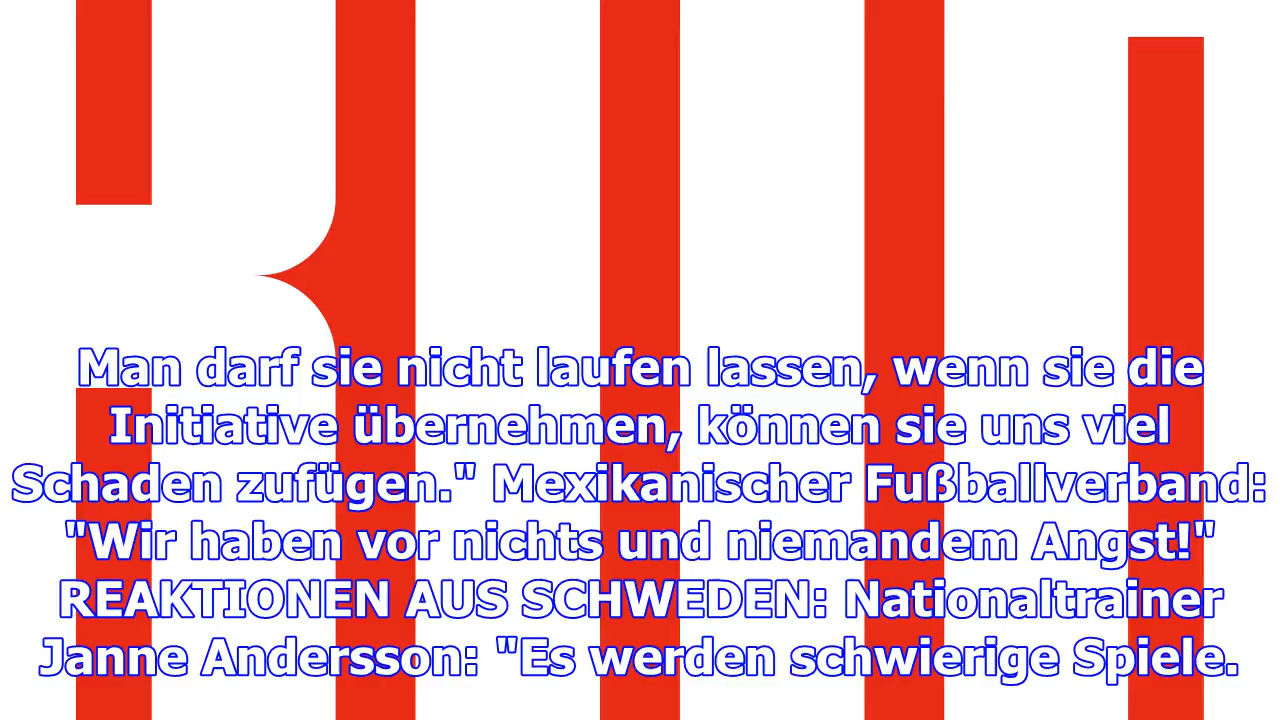 Man darf sie nicht laufen lassen, wenn sie die
Initiative übernehmen, können sie uns viel
Schaden zufügen." Mexikanischer Fußballverband:
"Wir haben vor nichts und niemandem Angst!"
REAKTIONEN AUS SCHWEDEN: Nationaltrainer
Janne Andersson: "Es werden schwierige Spiele.